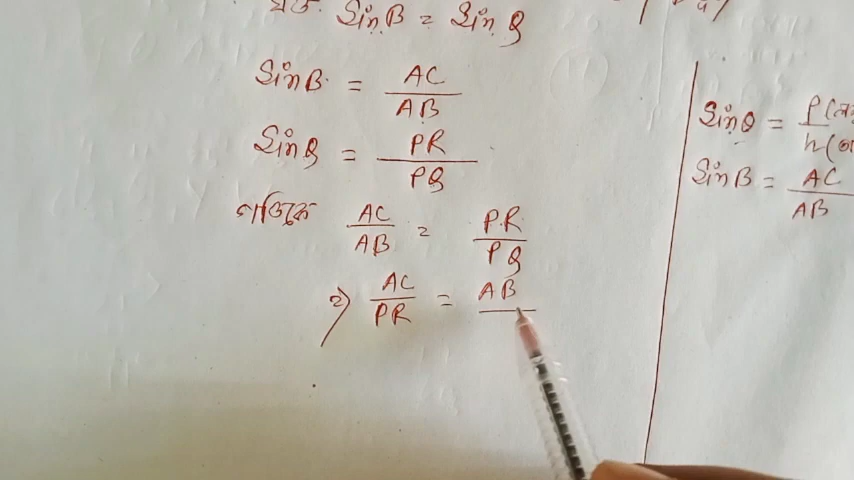 Sin B = Sin Q
Sin B = AC/AB
Sin Q = PR/PQ
AC/AB = PR/PQ
⇒ AC/PR = AB/
Sin θ = P/h
Sin B = AC/AB